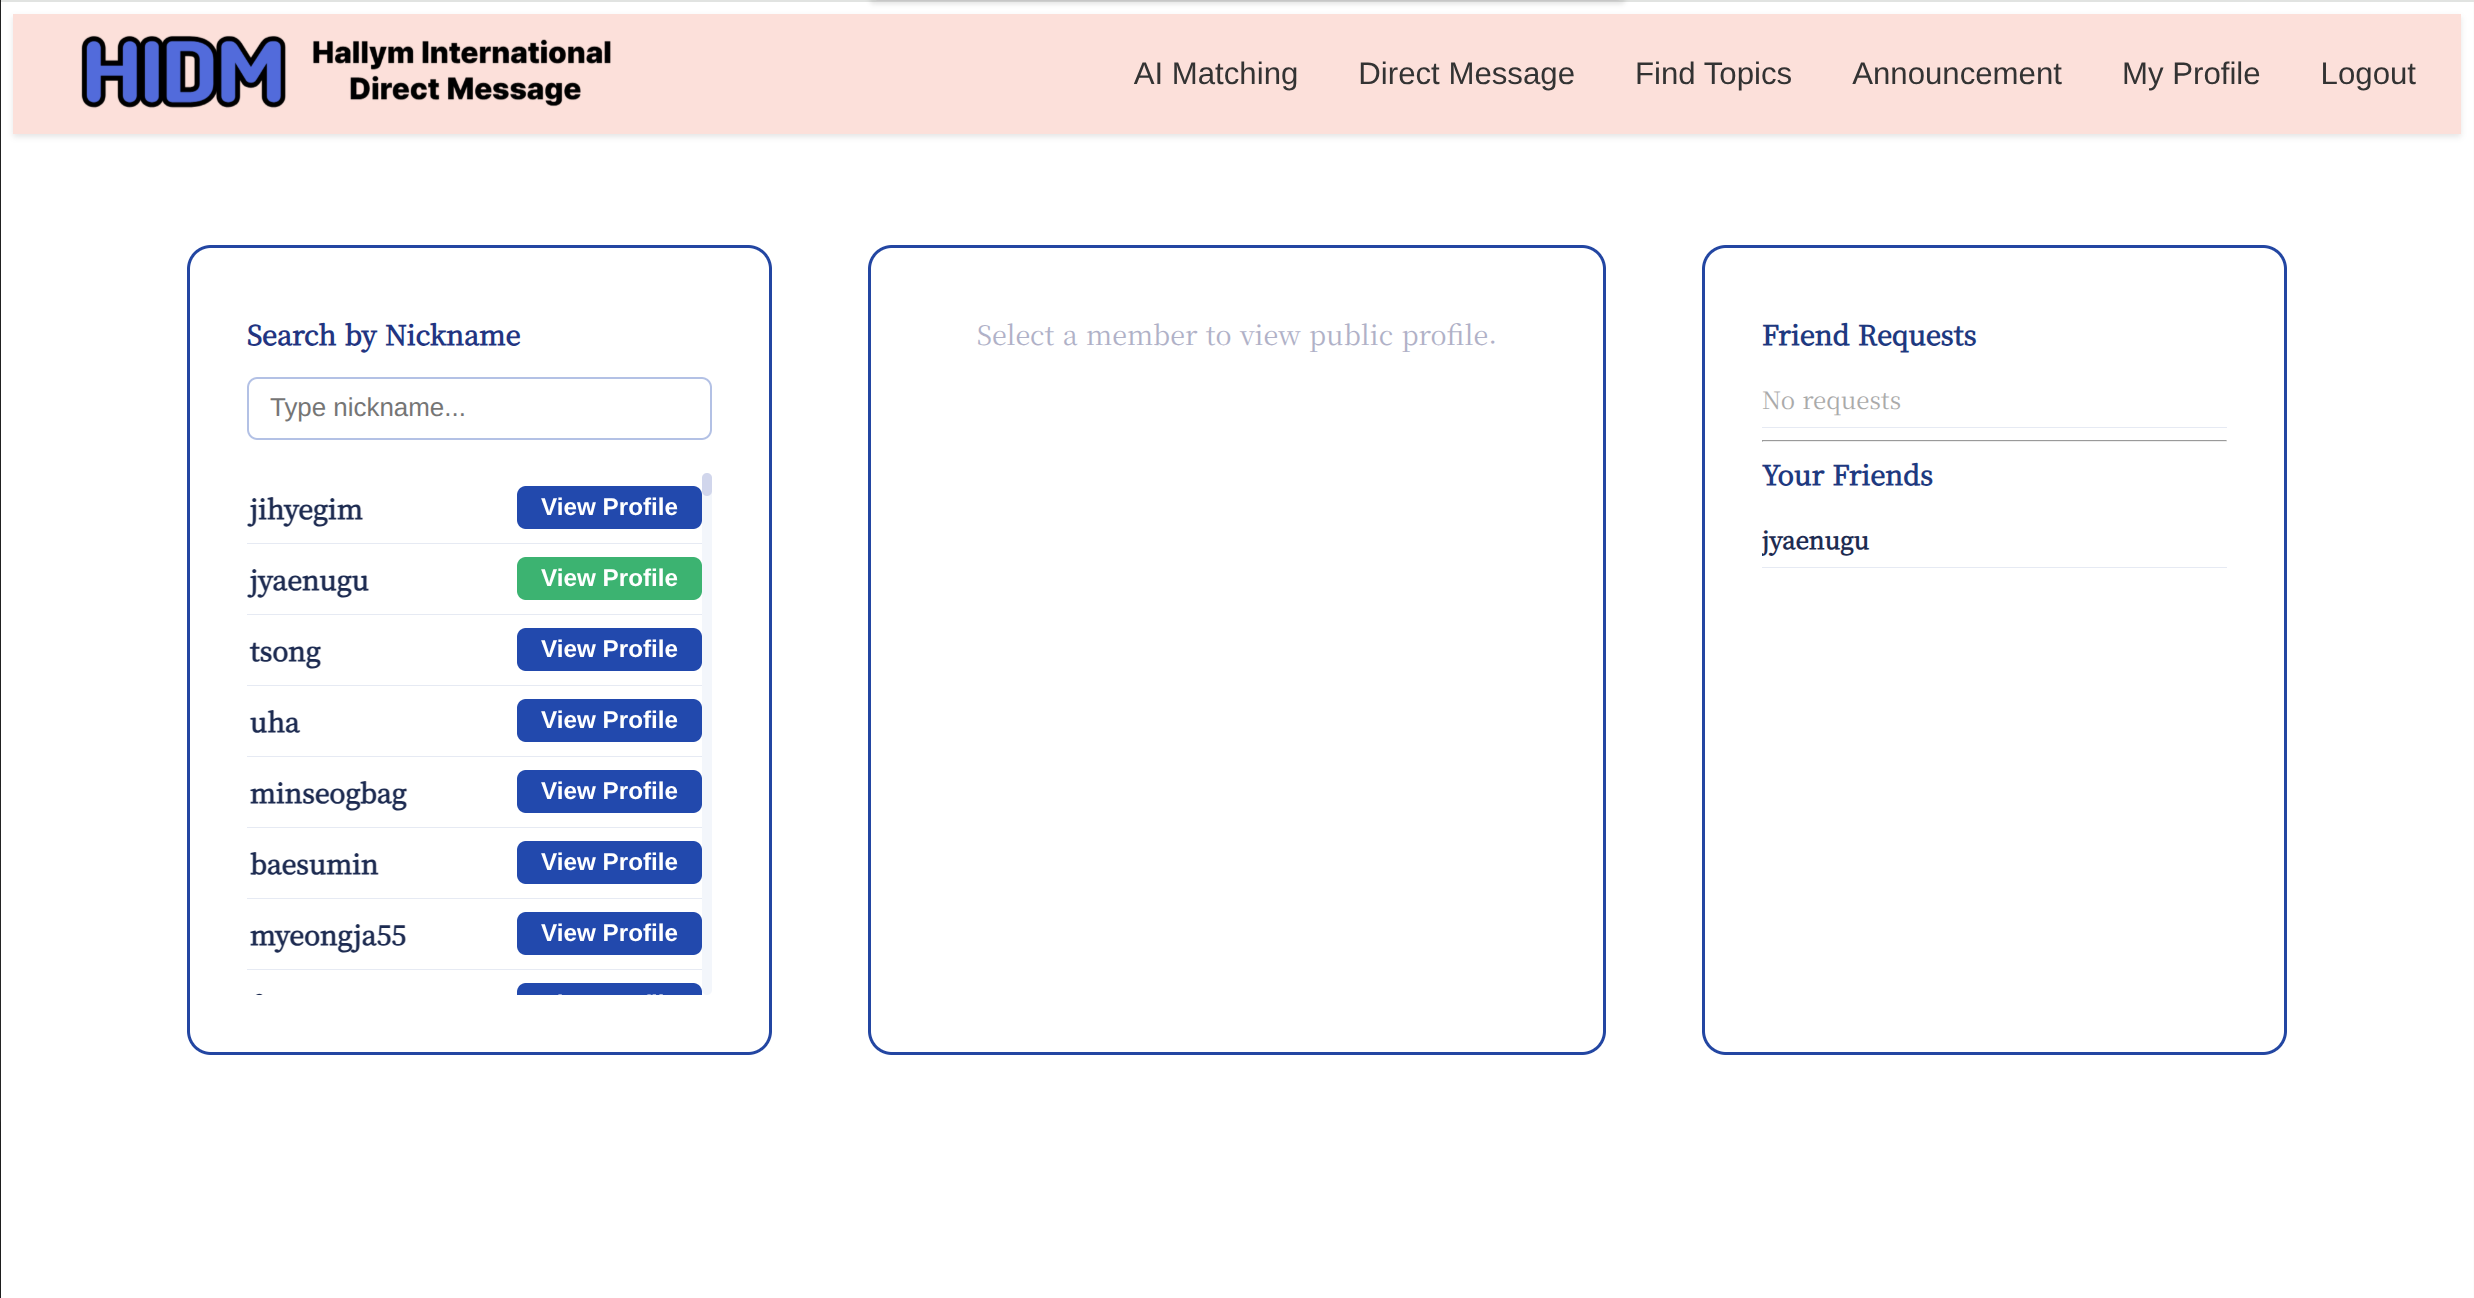 HIDM
Hallym International
Direct Message
AI Matching
Direct Message
Find Topics
Announcement
My Profile
Logout
Search by Nickname
Type nickname...
jihyegim
View Profile
jyaenugu
View Profile
tsong
View Profile
uha
View Profile
minseogbag
View Profile
baesumin
View Profile
myeongja55
View Profile
Select a member to view public profile.
Friend Requests
No requests
Your Friends
jyaenugu